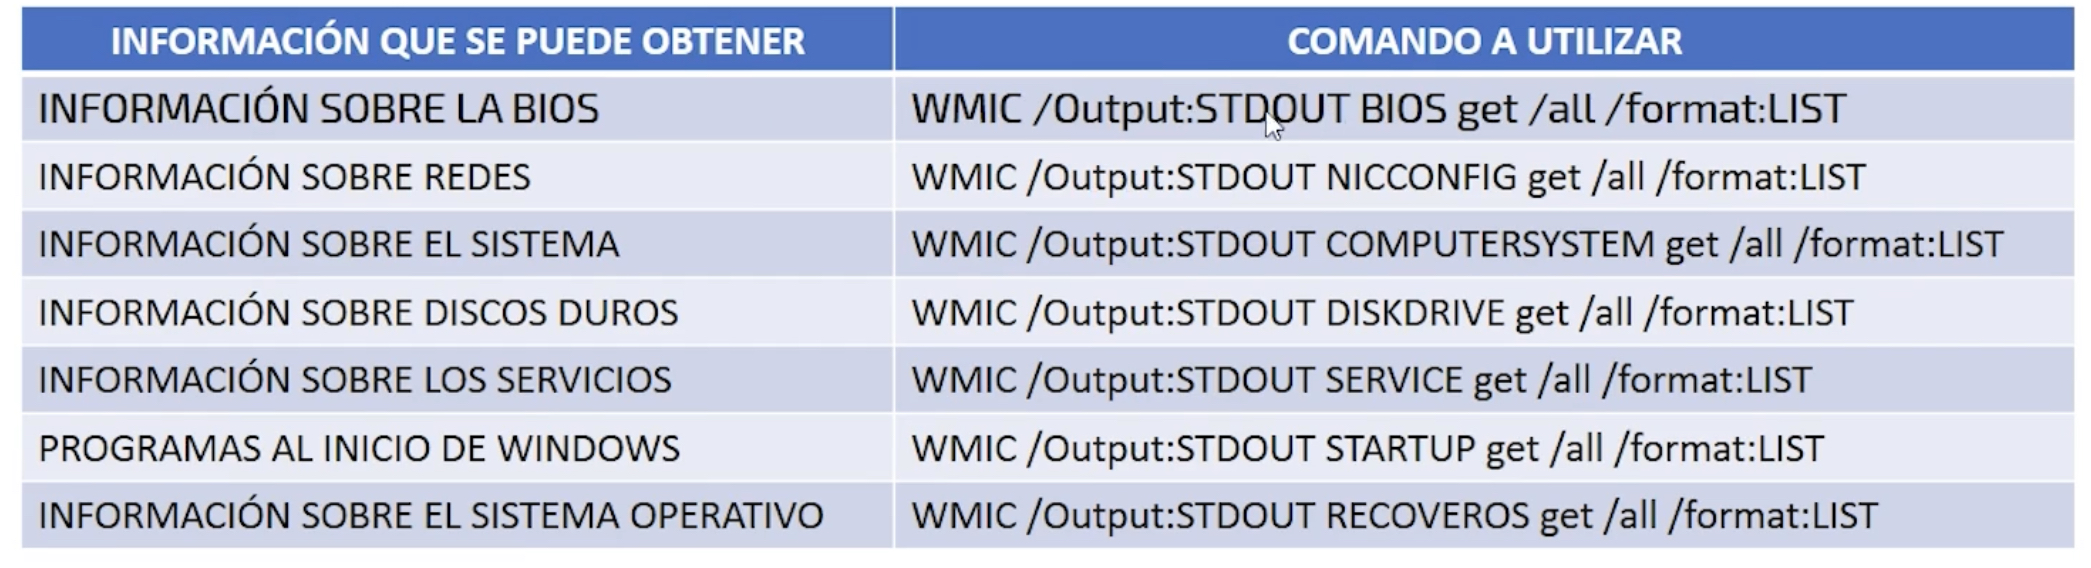 INFORMACIÓN QUE SE PUEDE OBTENER COMANDO A UTILIZAR
INFORMACIÓN SOBRE LA BIOS WMIC /Output:STDOUT BIOS get /all /format:LIST
INFORMACIÓN SOBRE REDES WMIC /Output:STDOUT NICCONFIG get /all /format:LIST
INFORMACIÓN SOBRE EL SISTEMA WMIC /Output:STDOUT COMPUTERSYSTEM get /all /format:LIST
INFORMACIÓN SOBRE DISCOS DUROS WMIC /Output:STDOUT DISKDRIVE get /all /format:LIST
INFORMACIÓN SOBRE LOS SERVICIOS WMIC /Output:STDOUT SERVICE get /all /format:LIST
PROGRAMAS AL INICIO DE WINDOWS WMIC /Output:STDOUT STARTUP get /all /format:LIST
INFORMACIÓN SOBRE EL SISTEMA OPERATIVO WMIC /Output:STDOUT RECOVEROS get /all /format:LIST